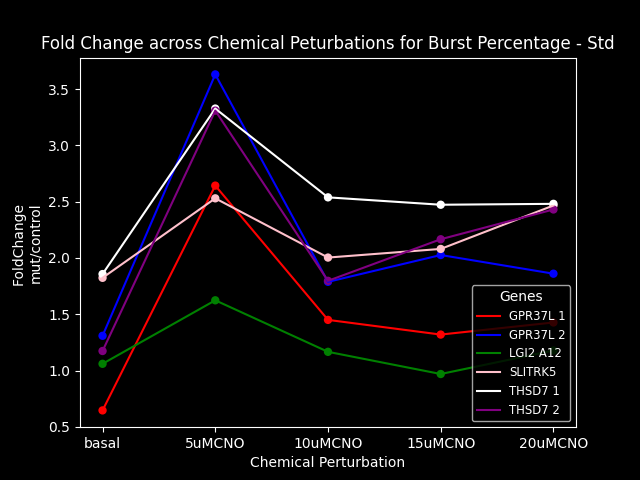 Fold Change across Chemical Peturbations for Burst Percentage - Std
FoldChange
mut/control
3.5
3.0
2.5
2.0
1.5
1.0
0.5
basal
5uMCNO
10uMCNO
15uMCNO
20uMCNO
Chemical Perturbation
Genes
GPR37L 1
GPR37L 2
LGI2 A12
SLITRK5
THSD7 1
THSD7 2